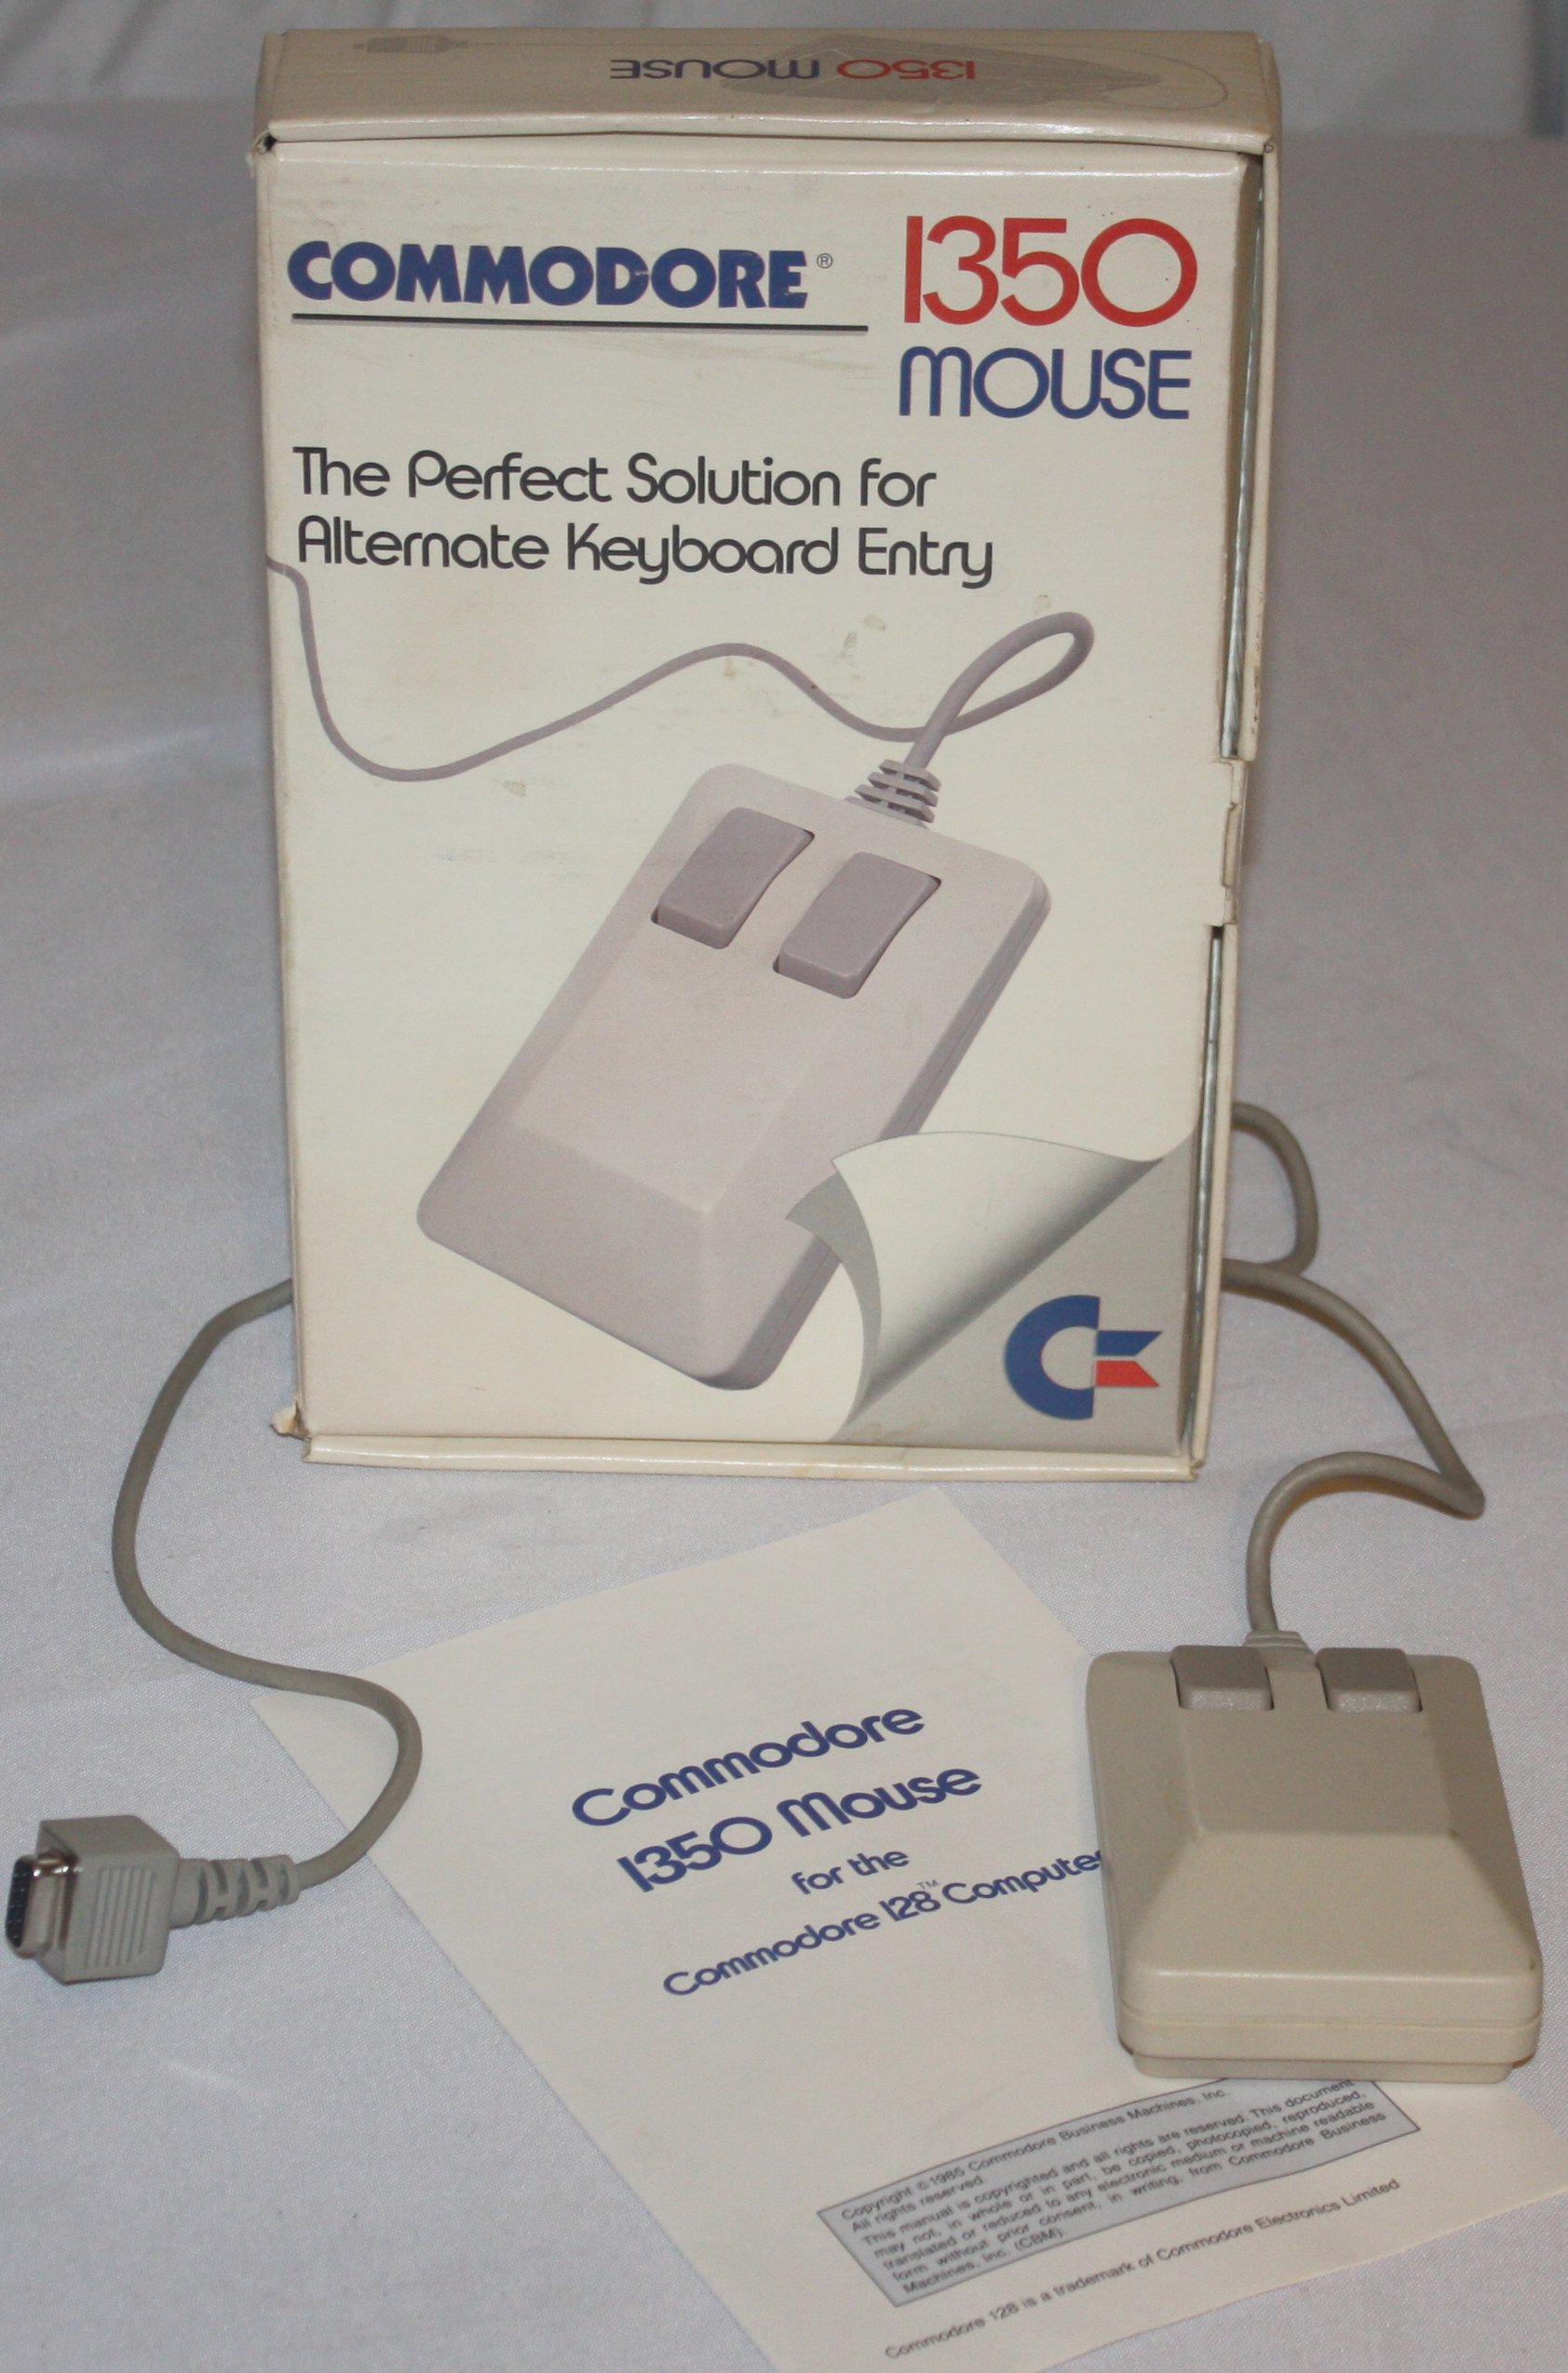 1350 MOUSE
COMMODORE®
1350
MOUSE
The Perfect Solution for
Alternate Keyboard Entry
Commodore
1350 Mouse
for the
Commodore 128™ Computer
Copyright ©1985 Commodore Business Machines, Inc.
All rights reserved.
This manual is copyrighted and all rights are reserved. This document
may not, in whole or in part, be copied, photocopied, reproduced,
translated or reduced to any electronic medium or machine readable
form without prior consent, in writing, from Commodore Business
Machines, Inc. (CBM).
Commodore 128 is a trademark of Commodore Electronics Limited